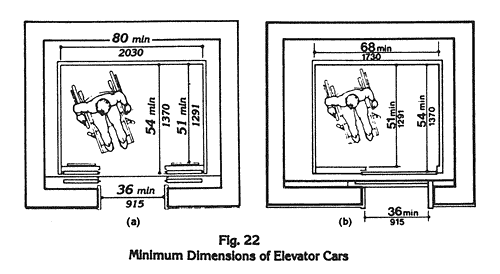 80 min
2030
54 min
1370
51 min
1291
36 min
915
(a)
68 min
1730
51 min
1291
54 min
1370
36 min
915
(b)
Fig. 22
Minimum Dimensions of Elevator Cars